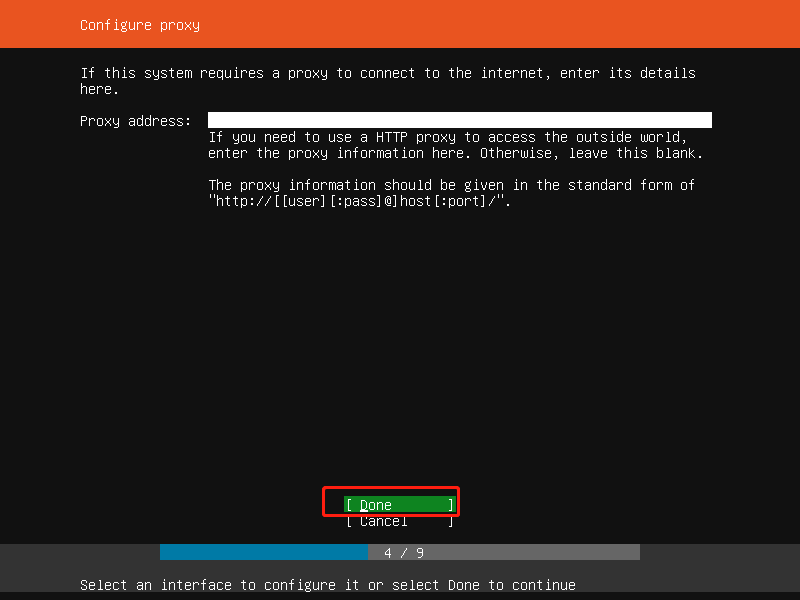 Configure proxy
If this system requires a proxy to connect to the internet, enter its details
here.
Proxy address:
If you need to use a HTTP proxy to access the outside world,
enter the proxy information here. Otherwise, leave this blank.
The proxy information should be given in the standard form of
"http://[[user][:pass]@]host[:port]/".
[ Done ]
[ Cancel ]
4 / 9
Select an interface to configure it or select Done to continue